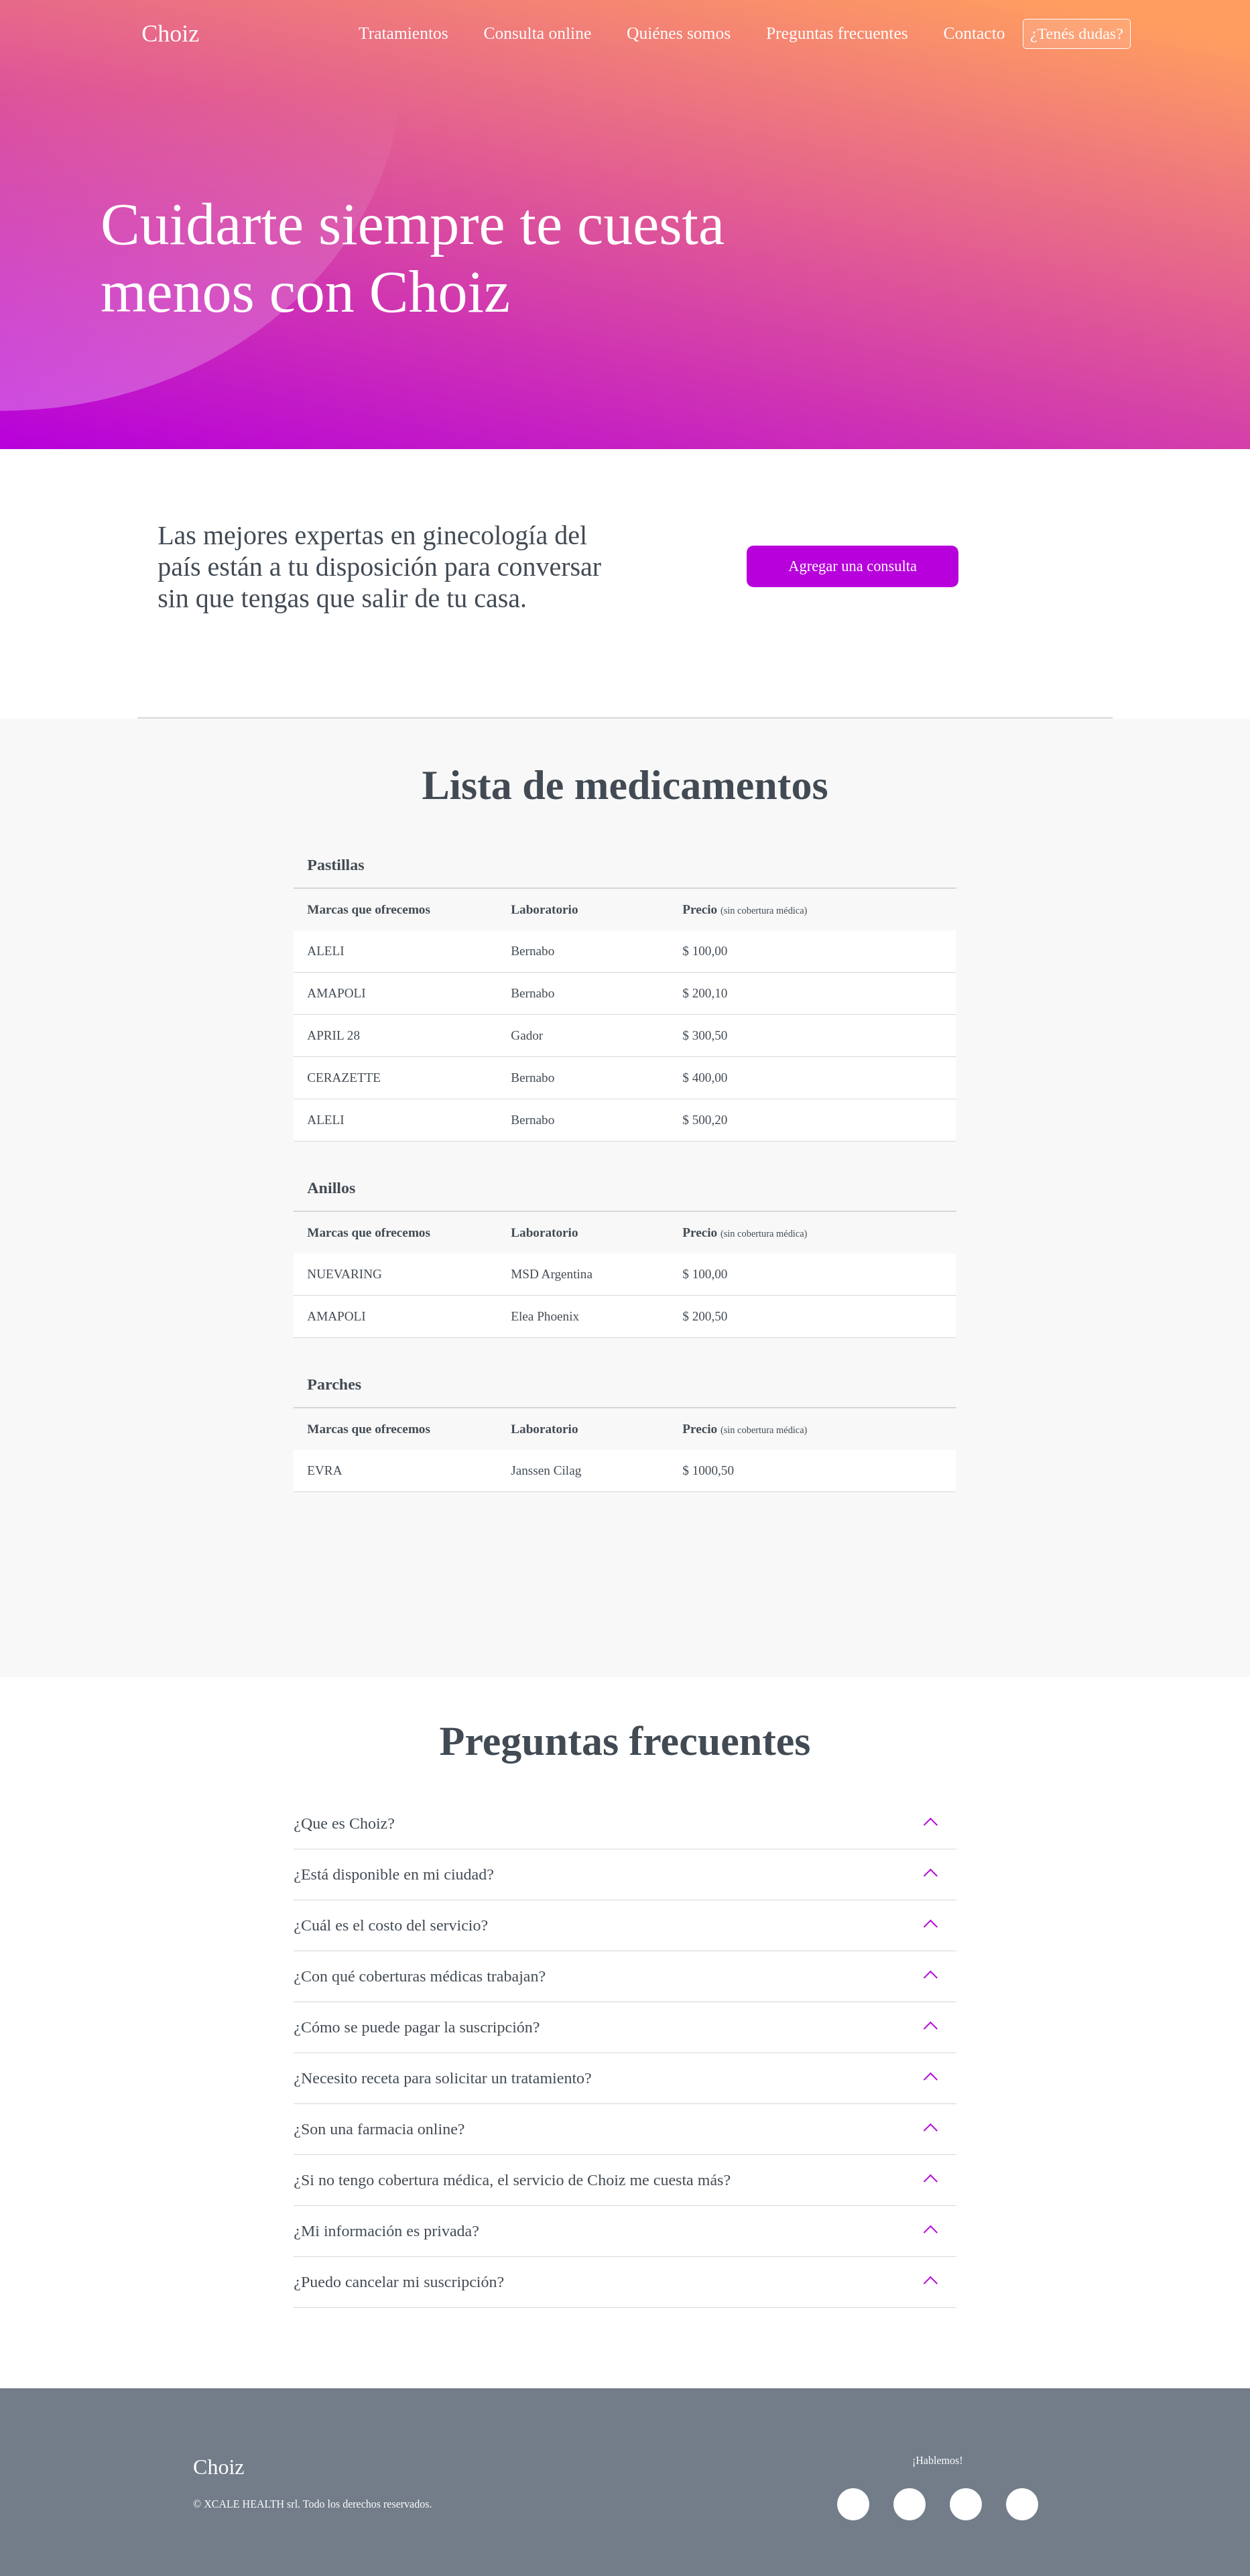 Choiz
Tratamientos Consulta online Quiénes somos Preguntas frecuentes Contacto ¿Tenés dudas?
Cuidarte siempre te cuesta
menos con Choiz
Las mejores expertas en ginecología del
país están a tu disposición para conversar
sin que tengas que salir de tu casa.
Agregar una consulta
Lista de medicamentos
Pastillas
Marcas que ofrecemos Laboratorio Precio (sin cobertura médica)
ALELI Bernabo $ 100,00
AMAPOLI Bernabo $ 200,10
APRIL 28 Gador $ 300,50
CERAZETTE Bernabo $ 400,00
ALELI Bernabo $ 500,20
Anillos
Marcas que ofrecemos Laboratorio Precio (sin cobertura médica)
NUEVARING MSD Argentina $ 100,00
AMAPOLI Elea Phoenix $ 200,50
Parches
Marcas que ofrecemos Laboratorio Precio (sin cobertura médica)
EVRA Janssen Cilag $ 1000,50
Preguntas frecuentes
¿Que es Choiz?
¿Está disponible en mi ciudad?
¿Cuál es el costo del servicio?
¿Con qué coberturas médicas trabajan?
¿Cómo se puede pagar la suscripción?
¿Necesito receta para solicitar un tratamiento?
¿Son una farmacia online?
¿Si no tengo cobertura médica, el servicio de Choiz me cuesta más?
¿Mi información es privada?
¿Puedo cancelar mi suscripción?
Choiz
© XCALE HEALTH srl. Todo los derechos reservados.
¡Hablemos!